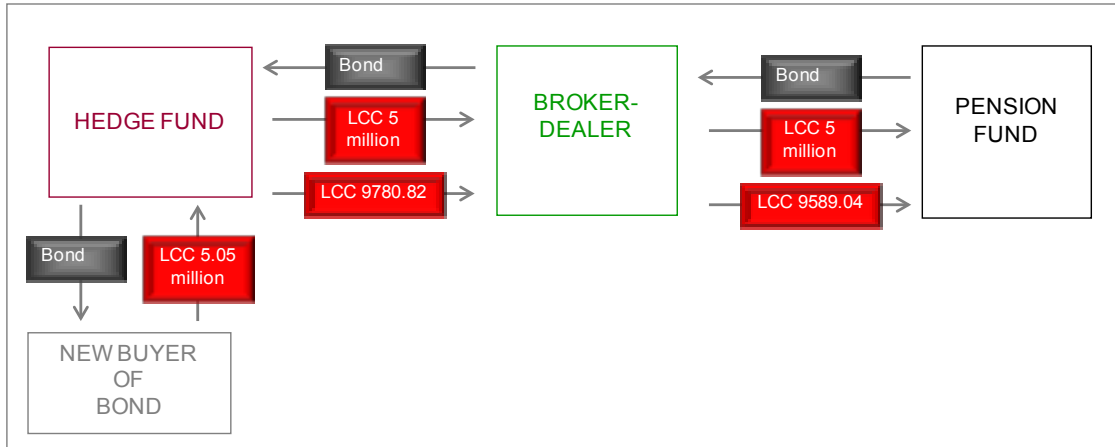 HEDGE FUND
Bond
LCC 5
million
LCC 9780.82
BROKER-
DEALER
Bond
LCC 5
million
LCC 9589.04
PENSION
FUND
Bond
LCC 5.05
million
NEW BUYER
OF
BOND